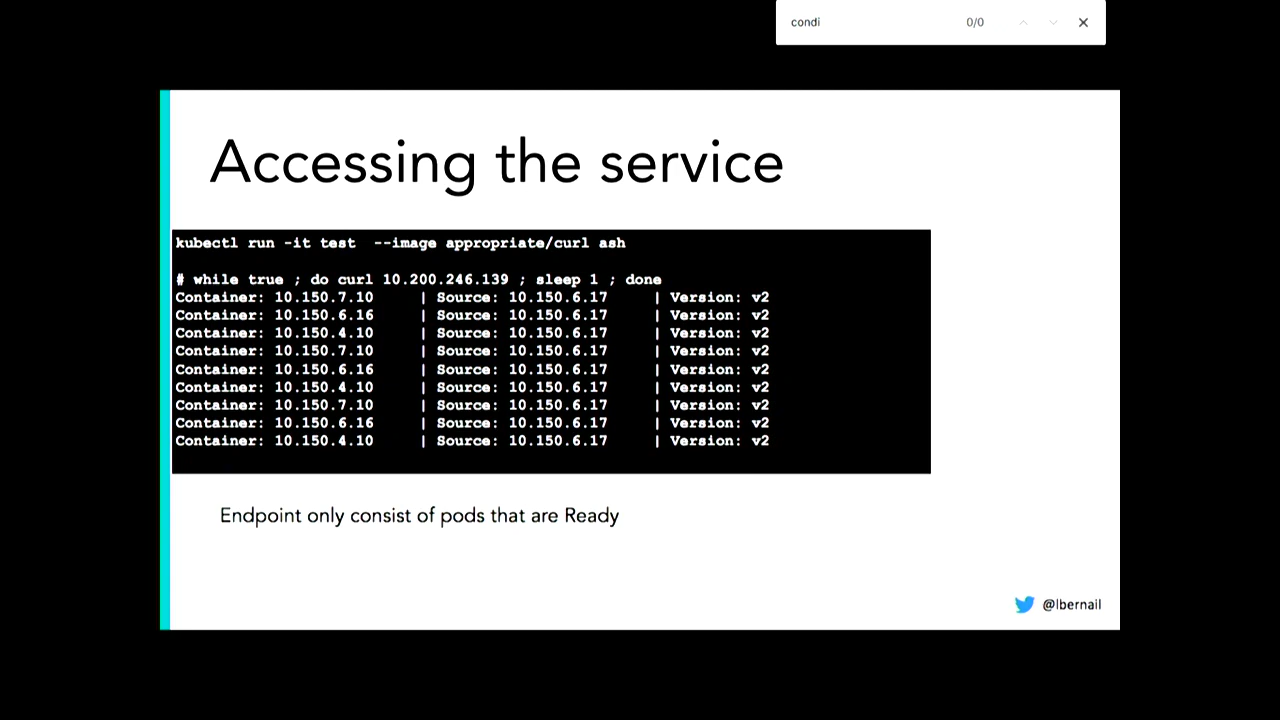 condi 0/0
Accessing the service
kubectl run -it test --image appropriate/curl ash
# while true ; do curl 10.200.246.139 ; sleep 1 ; done
Container: 10.150.7.10 | Source: 10.150.6.17 | Version: v2
Container: 10.150.6.16 | Source: 10.150.6.17 | Version: v2
Container: 10.150.4.10 | Source: 10.150.6.17 | Version: v2
Container: 10.150.7.10 | Source: 10.150.6.17 | Version: v2
Container: 10.150.6.16 | Source: 10.150.6.17 | Version: v2
Container: 10.150.4.10 | Source: 10.150.6.17 | Version: v2
Container: 10.150.7.10 | Source: 10.150.6.17 | Version: v2
Container: 10.150.6.16 | Source: 10.150.6.17 | Version: v2
Container: 10.150.4.10 | Source: 10.150.6.17 | Version: v2
Endpoint only consist of pods that are Ready
@lbernail